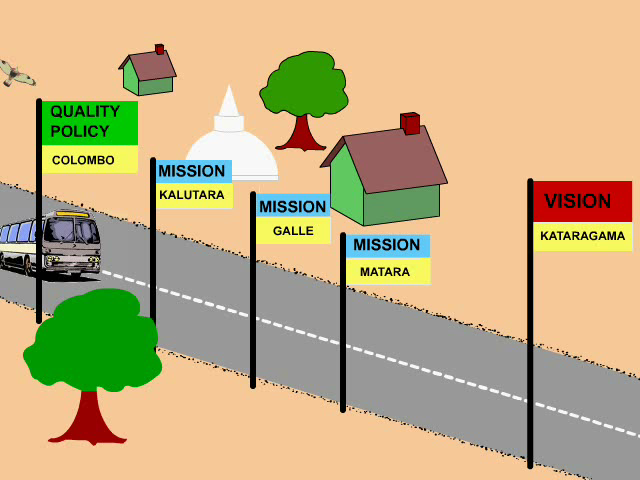 QUALITY
POLICY
COLOMBO
MISSION
KALUTARA
MISSION
GALLE
MISSION
MATARA
VISION
KATARAGAMA